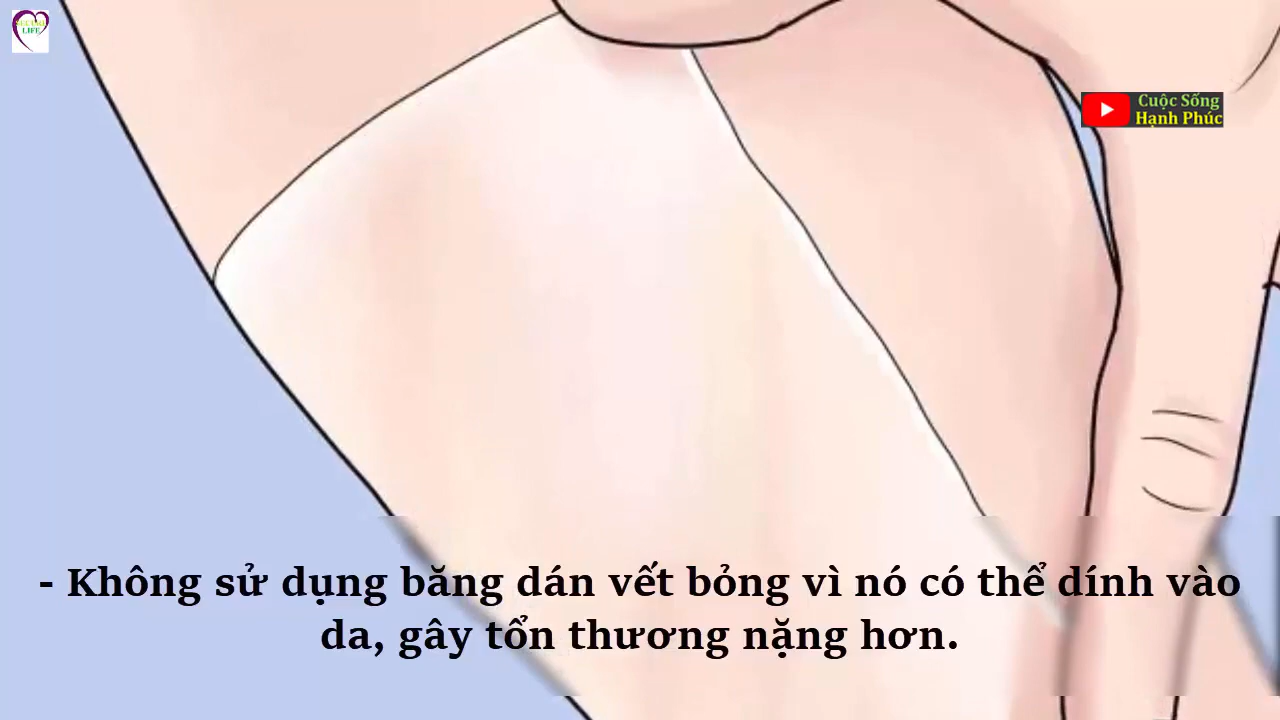 LIFE
Cuộc Sống
Hạnh Phúc
- Không sử dụng băng dán vết bỏng vì nó có thể dính vào
da, gây tổn thương nặng hơn.